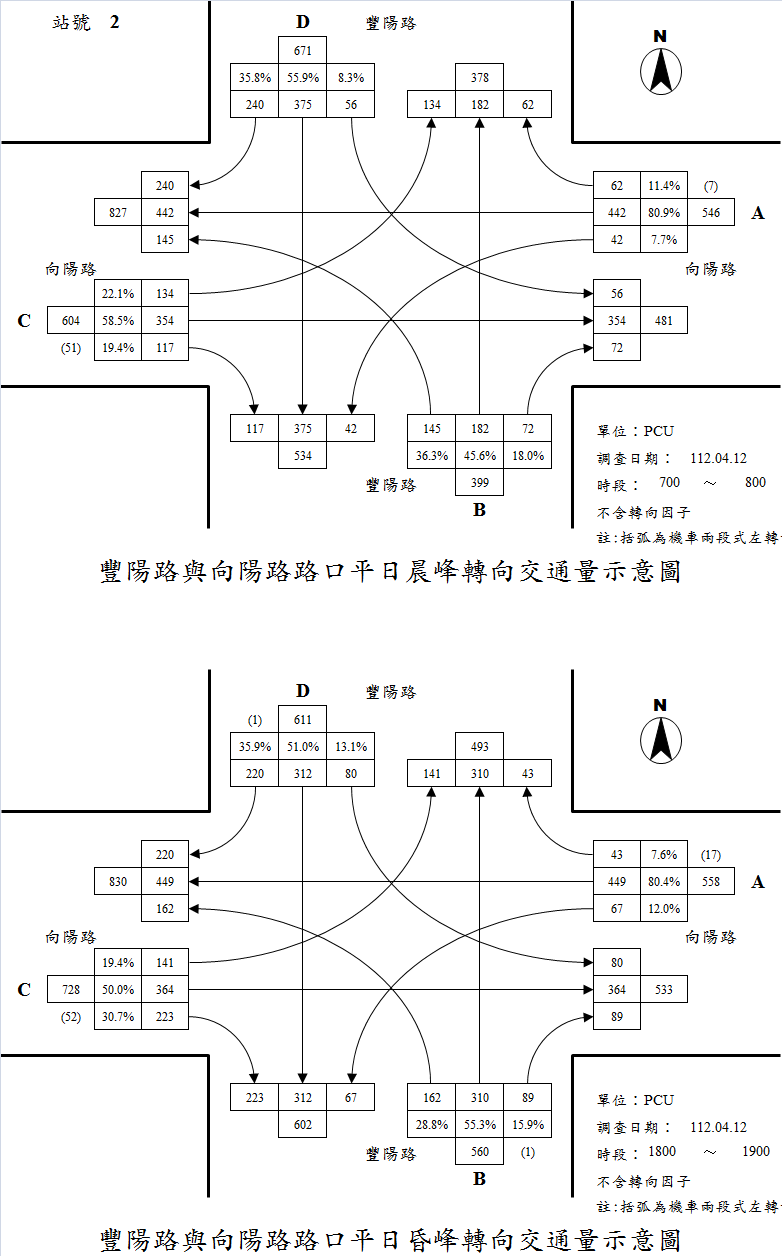 站號 2
D 豐陽路
N
671
378
35.8% 55.9% 8.3%
240 375 56
134 182 62
240
827 442
145
62 11.4% (7)
442 80.9% 546 A
42 7.7%
向陽路
向陽路
22.1% 134
C 604 58.5% 354
(51) 19.4% 117
56
354 481
72
117 375 42
534
145 182 72
36.3% 45.6% 18.0%
399
豐陽路
B
單位：PCU
調查日期： 112.04.12
時段： 700 ～ 800
不含轉向因子
註:括弧為機車兩段式左轉
豐陽路與向陽路路口平日晨峰轉向交通量示意圖
D 豐陽路
N
(1) 611
493
35.9% 51.0% 13.1%
220 312 80
141 310 43
220
830 449
162
43 7.6% (17)
449 80.4% 558 A
67 12.0%
向陽路
向陽路
19.4% 141
C 728 50.0% 364
(52) 30.7% 223
80
364 533
89
223 312 67
602
162 310 89
28.8% 55.3% 15.9%
560 (1)
豐陽路
B
單位：PCU
調查日期： 112.04.12
時段： 1800 ～ 1900
不含轉向因子
註:括弧為機車兩段式左轉
豐陽路與向陽路路口平日昏峰轉向交通量示意圖